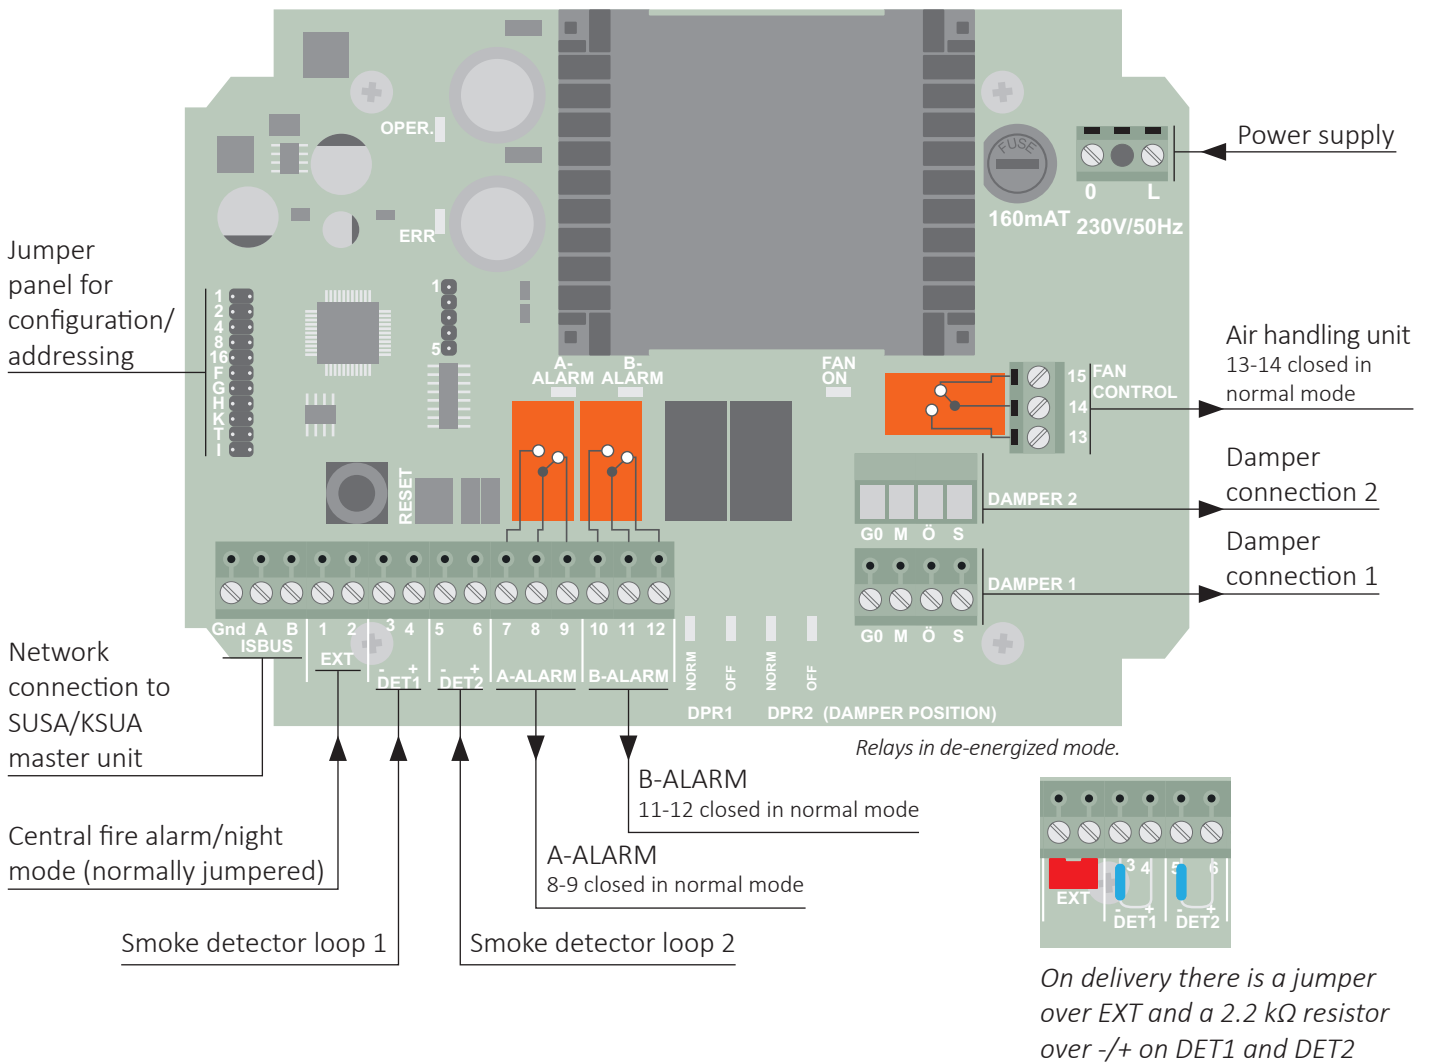 OPER.
ERR
FUSE
160mAT
0 L
230V/50Hz
Power supply
Jumper
panel for
configuration/
addressing
1
2
4
8
16
F
G
H
K
T
I
1
5
A-
ALARM
B-
ALARM
FAN
ON
15
14
13
FAN
CONTROL
Air handling unit
13-14 closed in
normal mode
RESET
DAMPER 2
G0 M Ö S
Damper
connection 2
DAMPER 1
G0 M Ö S
Damper
connection 1
Gnd A B 1 2 3 4 5 6 7 8 9 10 11 12
ISBUS
EXT
- +
DET1
- +
DET2
A-ALARM
B-ALARM
NORM
OFF
NORM
OFF
DPR1
DPR2 (DAMPER POSITION)
Relays in de-energized mode.
Network
connection to
SUSA/KSUA
master unit
Central fire alarm/night
mode (normally jumpered)
Smoke detector loop 1
Smoke detector loop 2
A-ALARM
8-9 closed in normal mode
B-ALARM
11-12 closed in normal mode
3 4 5 6
EXT
- +
DET1
- +
DET2
On delivery there is a jumper
over EXT and a 2.2 kΩ resistor
over -/+ on DET1 and DET2